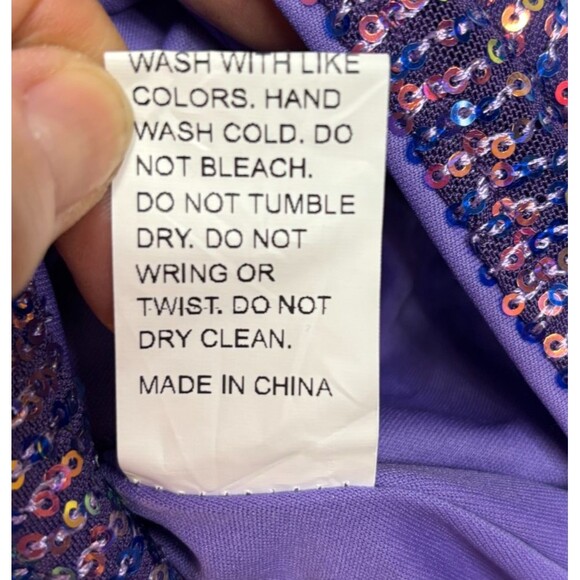 WASH WITH LIKE
COLORS. HAND
WASH COLD. DO
NOT BLEACH.
DO NOT TUMBLE
DRY. DO NOT
WRING OR
TWIST. DO NOT
DRY CLEAN.
MADE IN CHINA